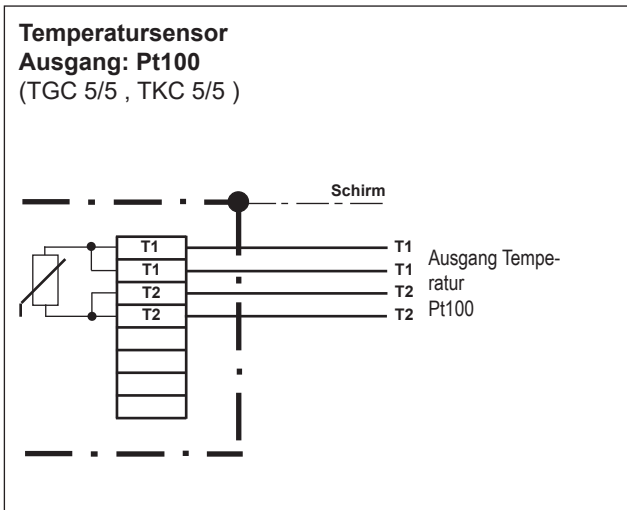 Temperatursensor
Ausgang: Pt100
(TGC 5/5 , TKC 5/5 )
Schirm
T1 T1
T1 T1
T2 T2
T2 T2
Ausgang Tempe-
ratur
Pt100